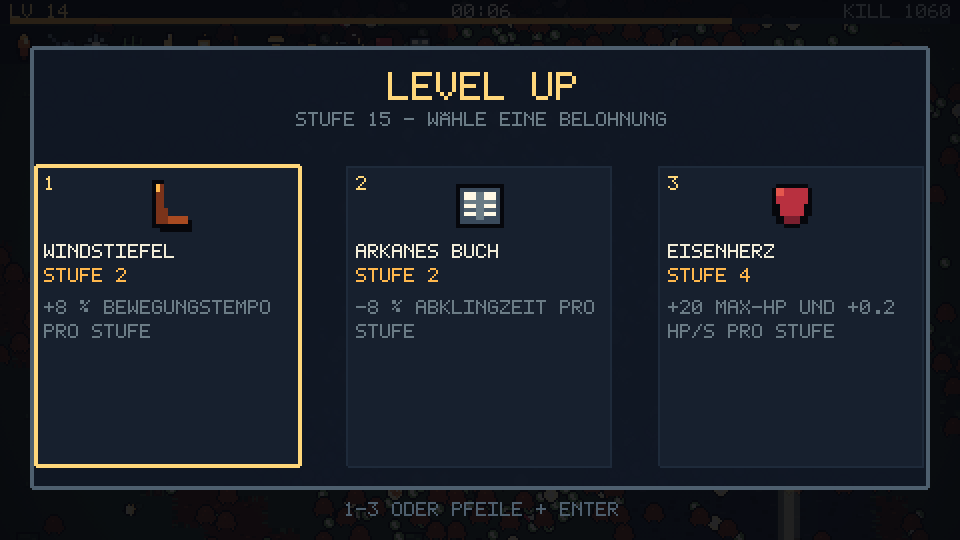 LV 14 00:06 KILL 1060
LEVEL UP
STUFE 15 - WÄHLE EINE BELOHNUNG
1
WINDSTIEFEL
STUFE 2
+8 % BEWEGUNGSTEMPO
PRO STUFE
2
ARKANES BUCH
STUFE 2
-8 % ABKLINGZEIT PRO
STUFE
3
EISENHERZ
STUFE 4
+20 MAX-HP UND +0.2
HP/S PRO STUFE
1-3 ODER PFEILE + ENTER